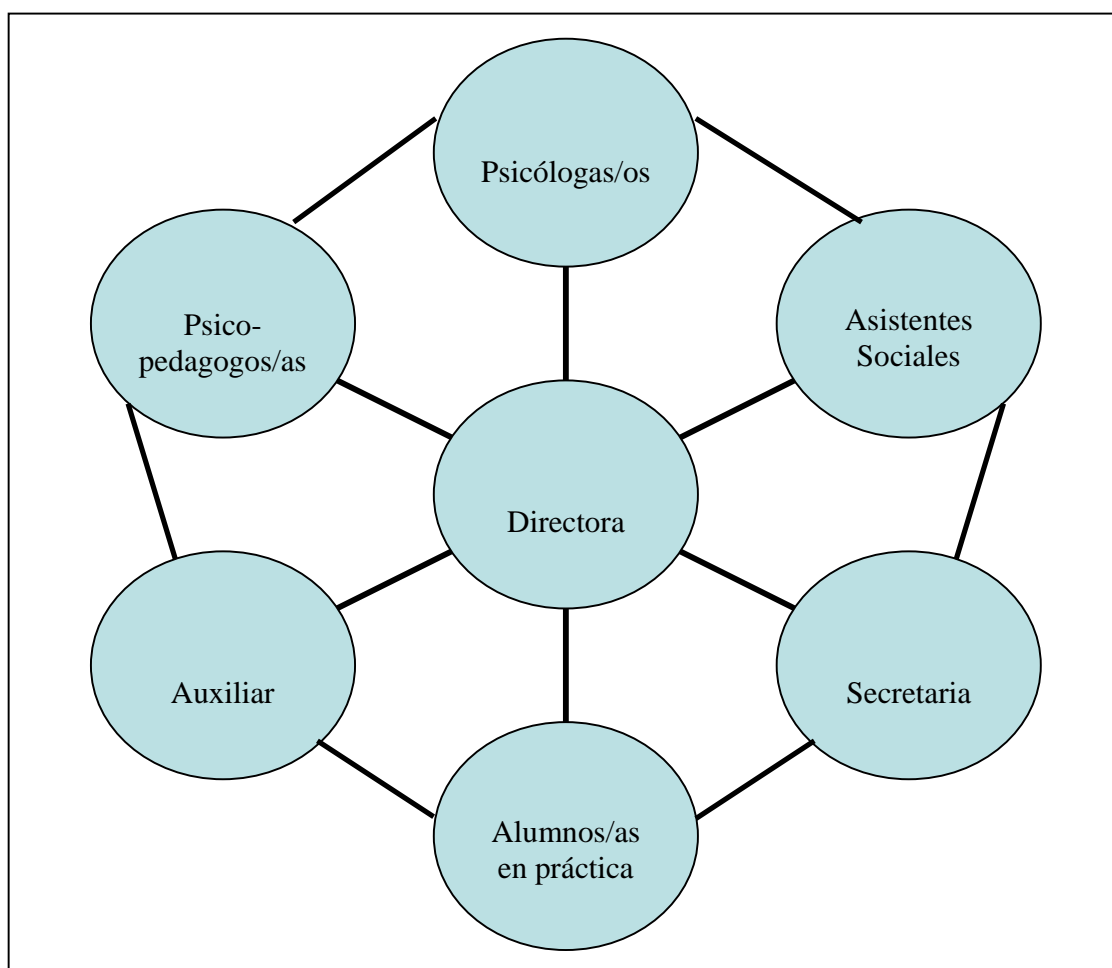 Psicólogas/os
Psico-
pedagogos/as
Asistentes
Sociales
Directora
Auxiliar
Secretaria
Alumnos/as
en práctica